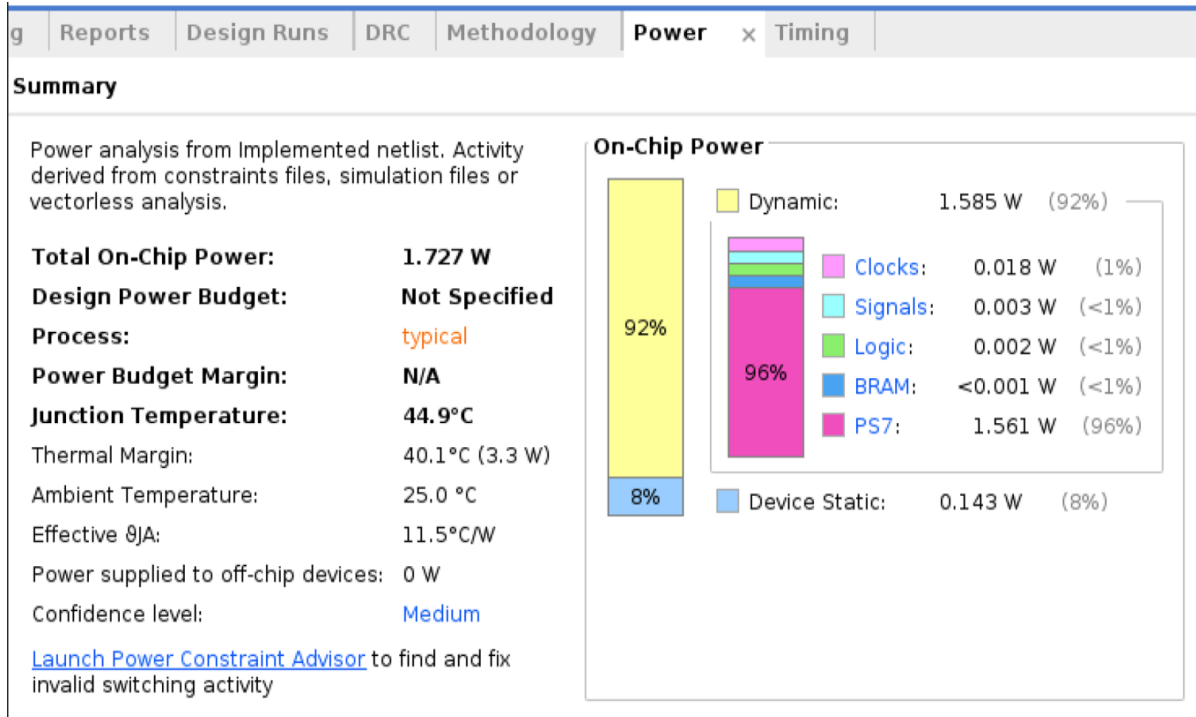 g Reports Design Runs DRC Methodology Power × Timing
Summary
Power analysis from Implemented netlist. Activity
derived from constraints files, simulation files or
vectorless analysis.
Total On-Chip Power: 1.727 W
Design Power Budget: Not Specified
Process: typical
Power Budget Margin: N/A
Junction Temperature: 44.9°C
Thermal Margin: 40.1°C (3.3 W)
Ambient Temperature: 25.0 °C
Effective ϑJA: 11.5°C/W
Power supplied to off-chip devices: 0 W
Confidence level: Medium
Launch Power Constraint Advisor to find and fix
invalid switching activity
On-Chip Power
Dynamic: 1.585 W (92%)
Clocks: 0.018 W (1%)
Signals: 0.003 W (<1%)
92%
Logic: 0.002 W (<1%)
96%
BRAM: <0.001 W (<1%)
PS7: 1.561 W (96%)
8%
Device Static: 0.143 W (8%)